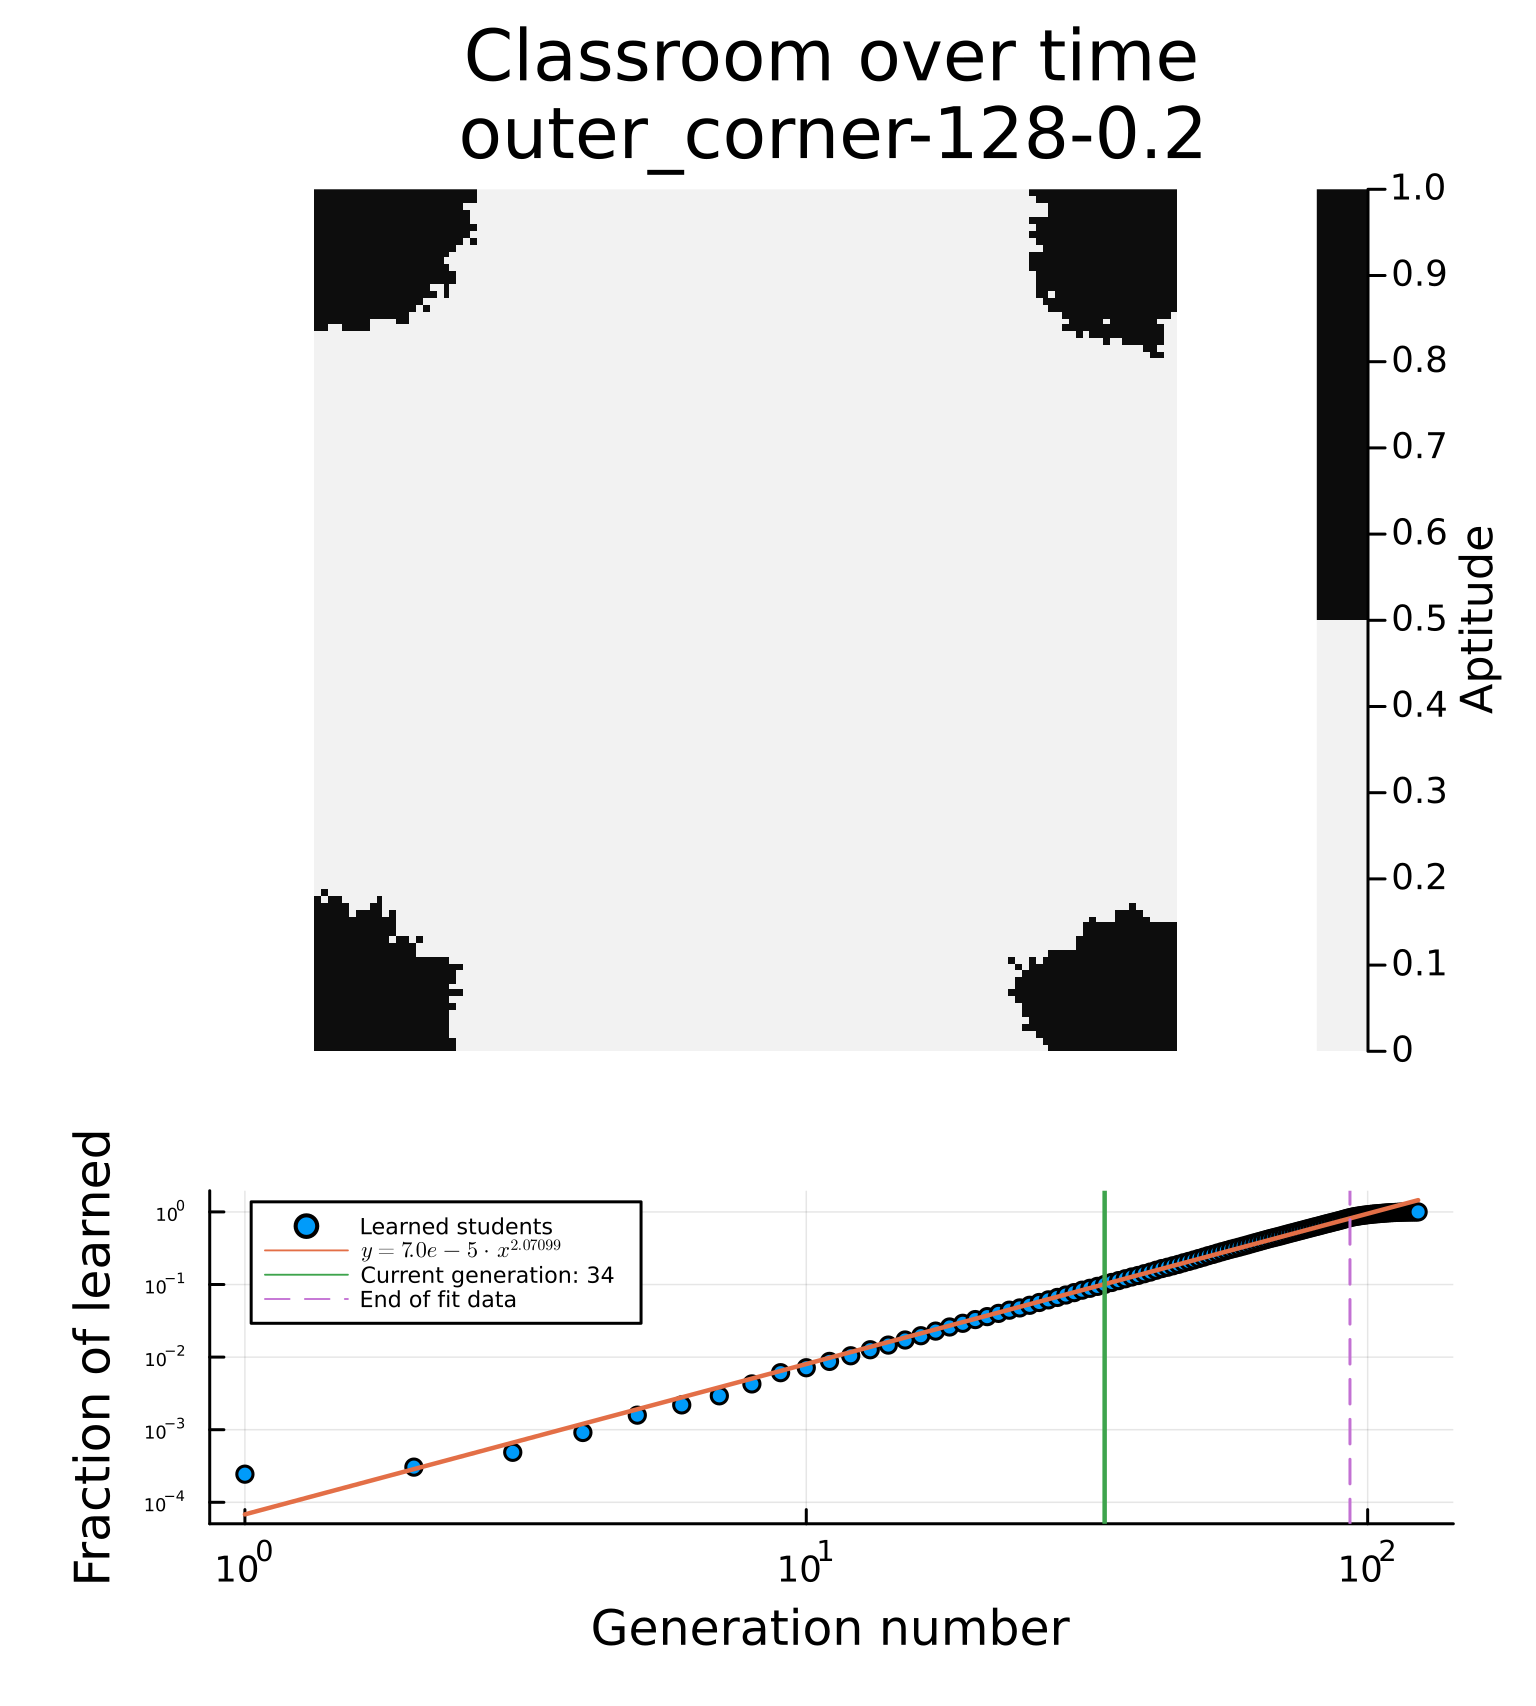 Classroom over time
outer_corner-128-0.2
1.0
0.9
0.8
0.7
0.6
0.5
0.4
0.3
0.2
0.1
0
Aptitude
Fraction of learned
10^0
10^-1
10^-2
10^-3
10^-4
Learned students
y = 7.0e − 5 · x^2.07099
Current generation: 34
End of fit data
10^0
10^1
10^2
Generation number